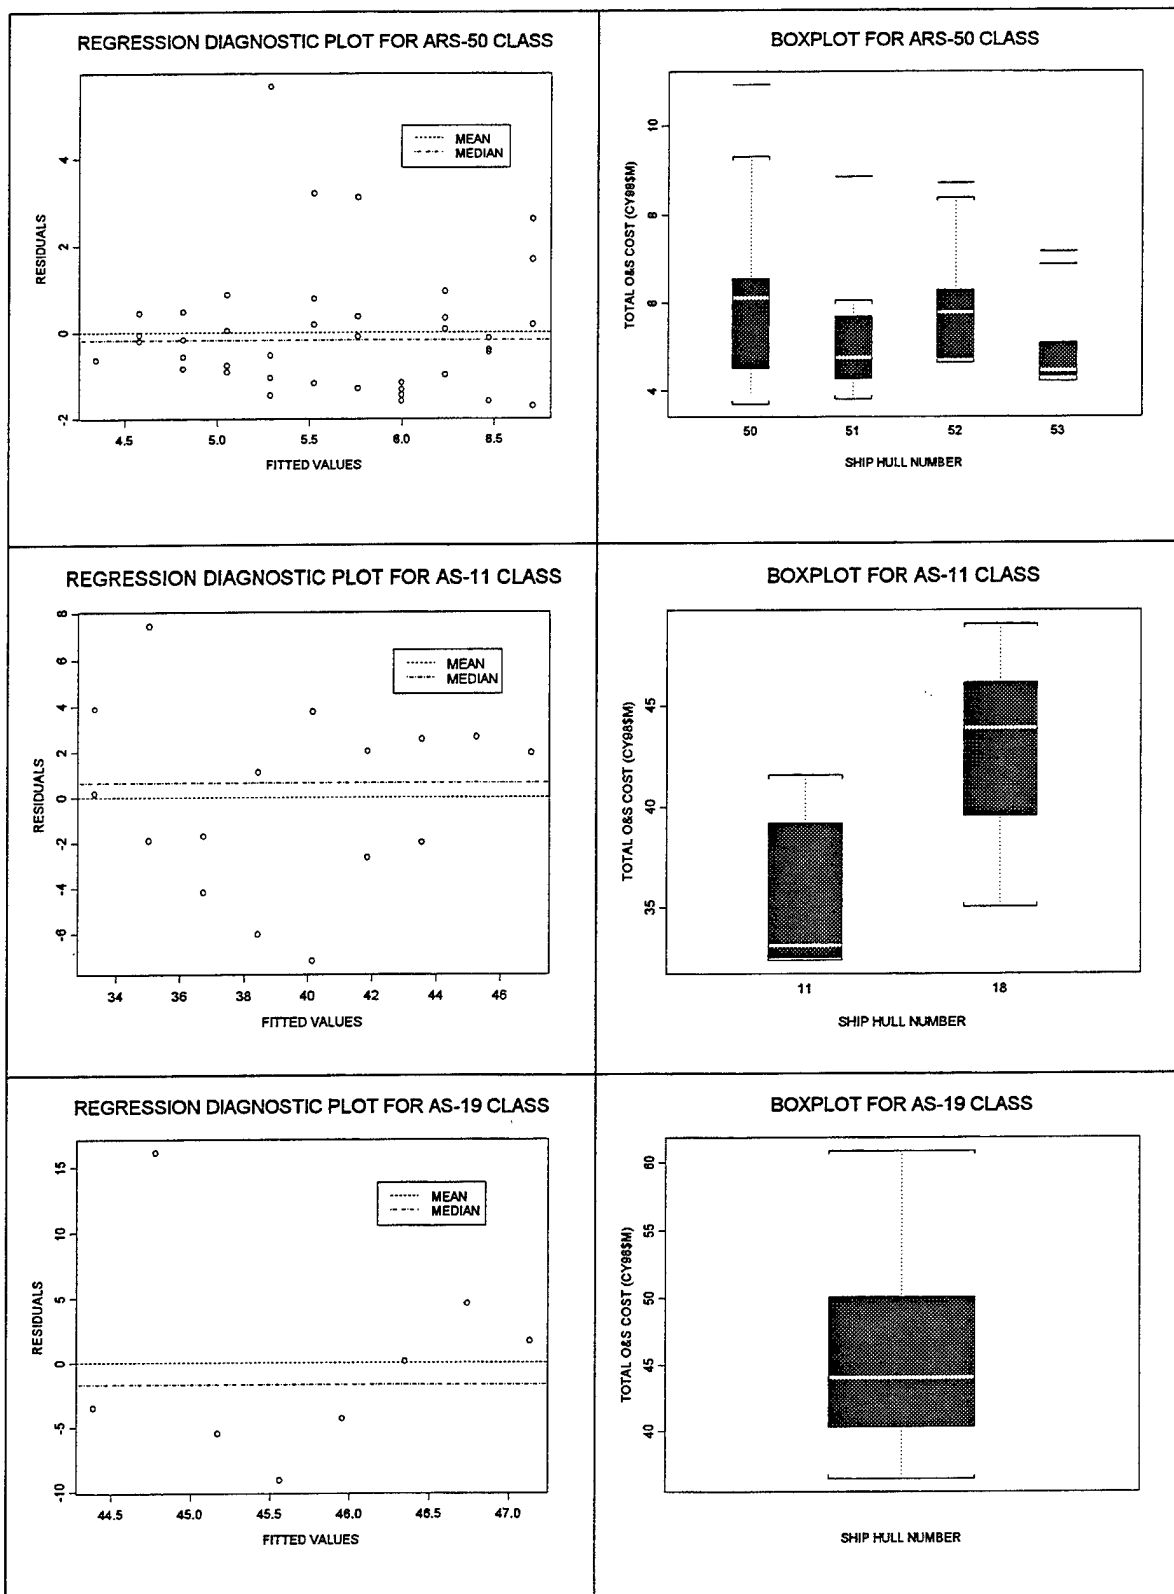 REGRESSION DIAGNOSTIC PLOT FOR ARS-50 CLASS
RESIDUALS
4
2
0
-2
MEAN
MEDIAN
4.5 5.0 5.5 6.0 6.5
FITTED VALUES
BOXPLOT FOR ARS-50 CLASS
TOTAL O&S COST (CY98$M)
10
8
6
4
50 51 52 53
SHIP HULL NUMBER
REGRESSION DIAGNOSTIC PLOT FOR AS-11 CLASS
RESIDUALS
8
6
4
2
0
-2
-4
-6
MEAN
MEDIAN
34 36 38 40 42 44 46
FITTED VALUES
BOXPLOT FOR AS-11 CLASS
TOTAL O&S COST (CY98$M)
45
40
35
11 18
SHIP HULL NUMBER
REGRESSION DIAGNOSTIC PLOT FOR AS-19 CLASS
RESIDUALS
15
10
5
0
-5
-10
MEAN
MEDIAN
44.5 45.0 45.5 46.0 46.5 47.0
FITTED VALUES
BOXPLOT FOR AS-19 CLASS
TOTAL O&S COST (CY98$M)
60
55
50
45
40
SHIP HULL NUMBER